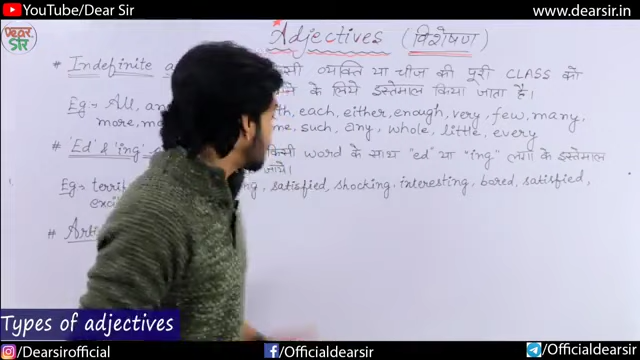 YouTube/Dear Sir
www.dearsir.in
DEAR SIR
Adjectives (विशेषण)
# Indefinite किसी व्यक्ति या चीज की पूरी CLASS को
के लिये इस्तेमाल किया जाता है।
Eg:- All, each, either, enough, very, few, many,
more, such, any, whole, little, every
# 'Ed' & 'ing' किसी word के साथ "ed" या "ing" लगा के इस्तेमाल
जाये।
Eg:- satisfied, shocking, interesting, bored, satisfied,
#
Types of adjectives
/Dearsirofficial
/Officialdearsir
/Officialdearsir